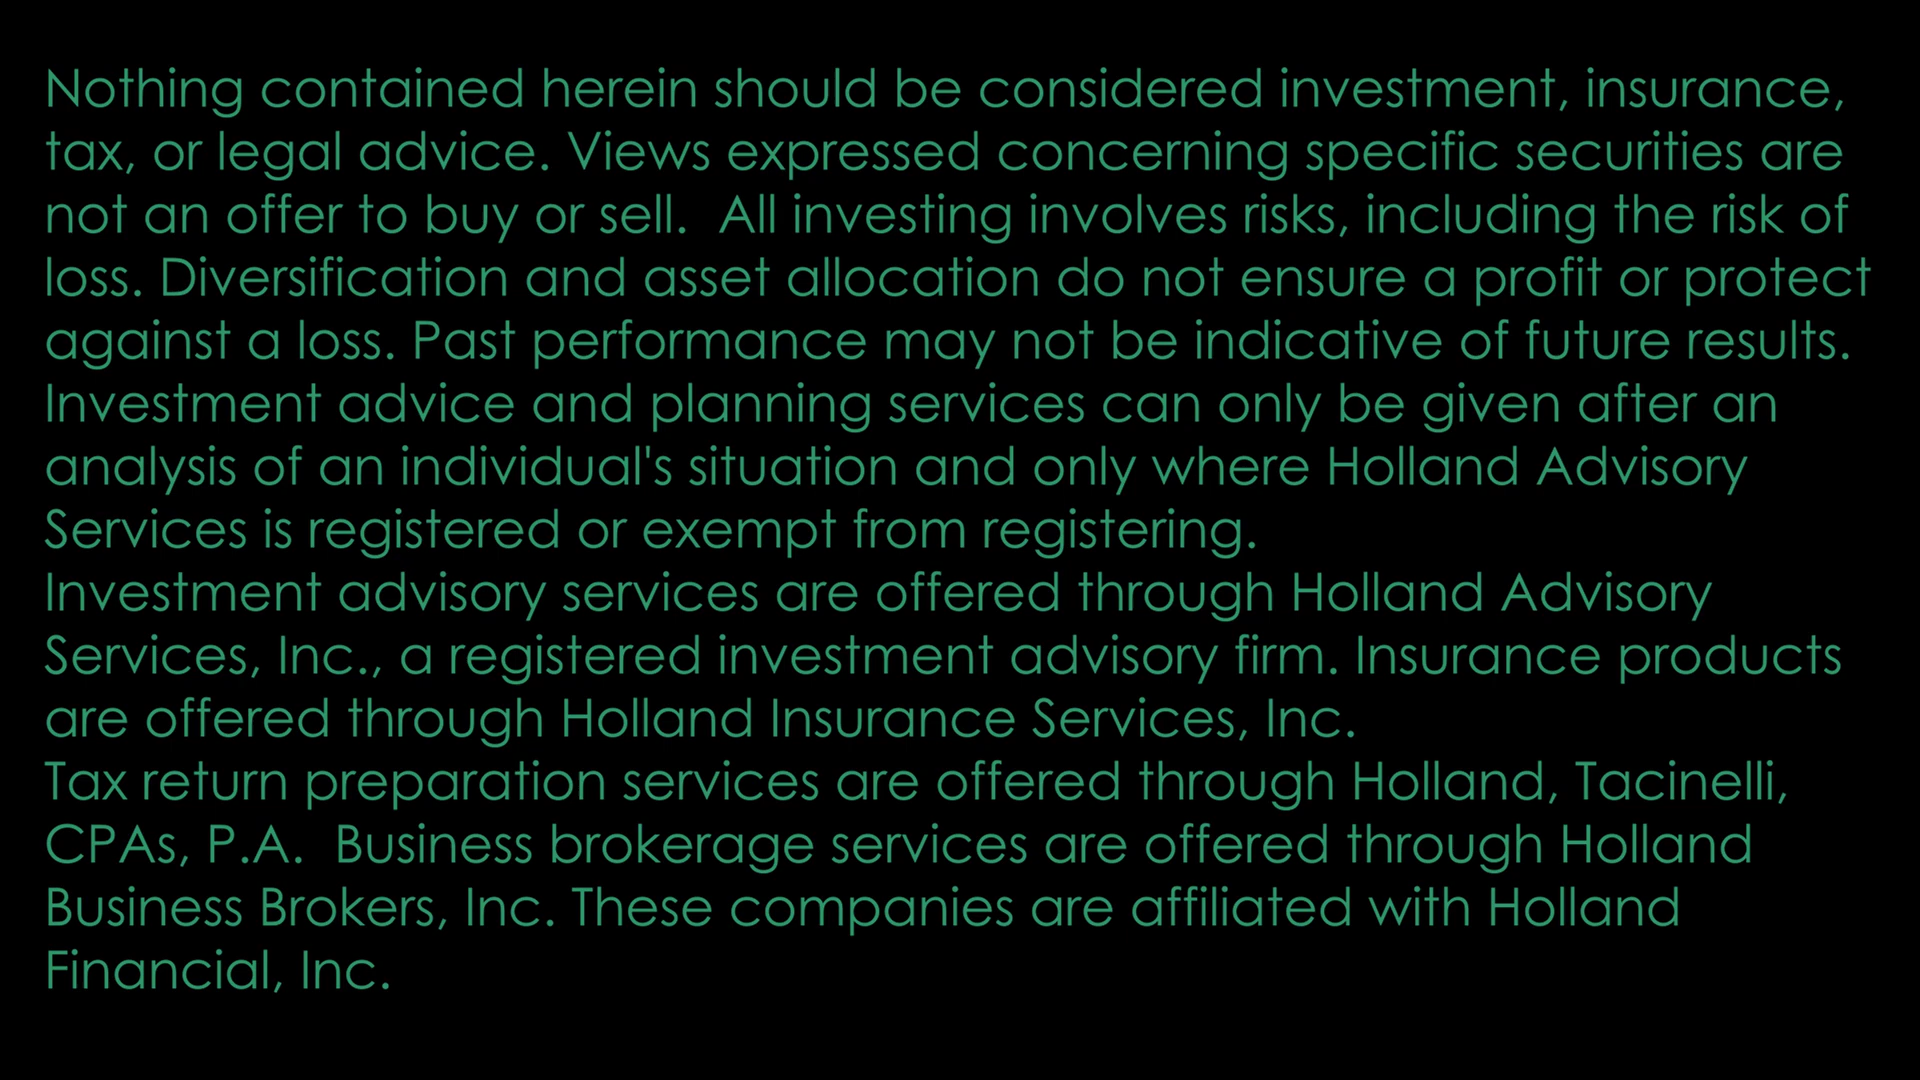 Nothing contained herein should be considered investment, insurance,
tax, or legal advice. Views expressed concerning specific securities are
not an offer to buy or sell.  All investing involves risks, including the risk of
loss. Diversification and asset allocation do not ensure a profit or protect
against a loss. Past performance may not be indicative of future results.
Investment advice and planning services can only be given after an
analysis of an individual's situation and only where Holland Advisory
Services is registered or exempt from registering.
Investment advisory services are offered through Holland Advisory
Services, Inc., a registered investment advisory firm. Insurance products
are offered through Holland Insurance Services, Inc.
Tax return preparation services are offered through Holland, Tacinelli,
CPAs, P.A.  Business brokerage services are offered through Holland
Business Brokers, Inc. These companies are affiliated with Holland
Financial, Inc.